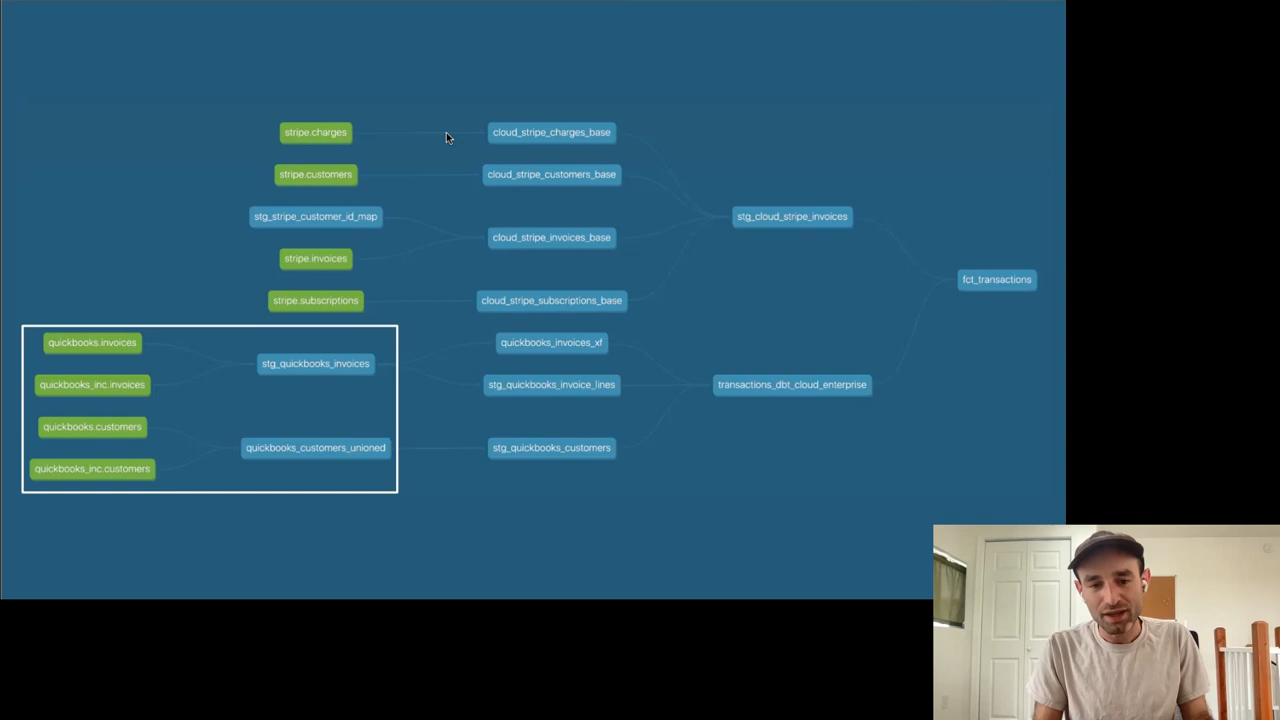 stripe.charges
cloud_stripe_charges_base
stripe.customers
cloud_stripe_customers_base
stg_stripe_customer_id_map
stg_cloud_stripe_invoices
cloud_stripe_invoices_base
stripe.invoices
fct_transactions
stripe.subscriptions
cloud_stripe_subscriptions_base
quickbooks.invoices
quickbooks_invoices_xf
stg_quickbooks_invoices
quickbooks_inc.invoices
stg_quickbooks_invoice_lines
transactions_dbt_cloud_enterprise
quickbooks.customers
quickbooks_customers_unioned
stg_quickbooks_customers
quickbooks_inc.customers